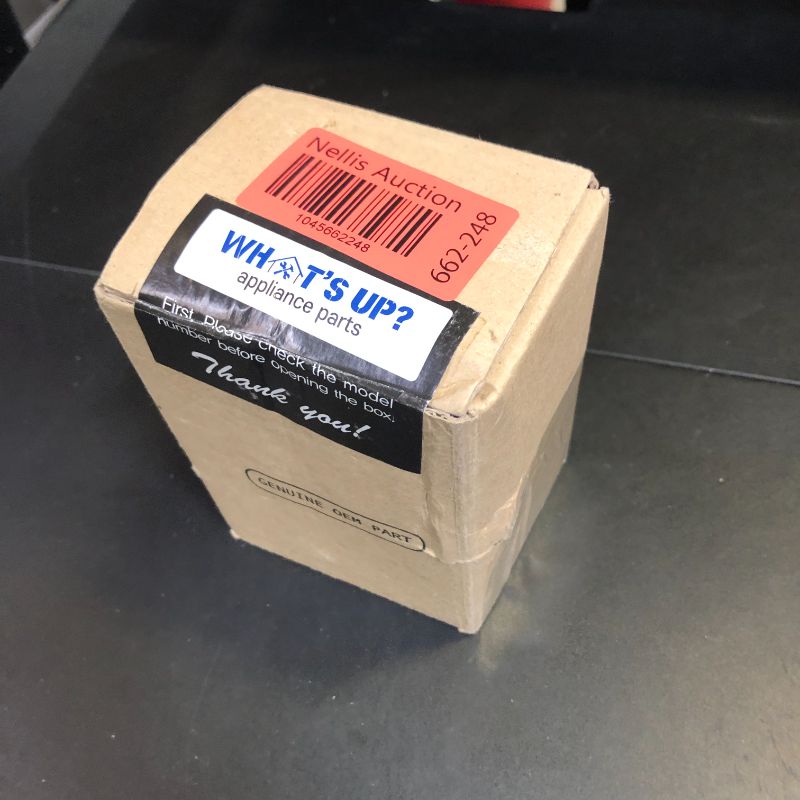 Nellis Auction
1045662248
662-248
WHAT'S UP?
appliance parts
First, Please check the model
number before opening the box.
Thank you!
GENUINE OEM PART